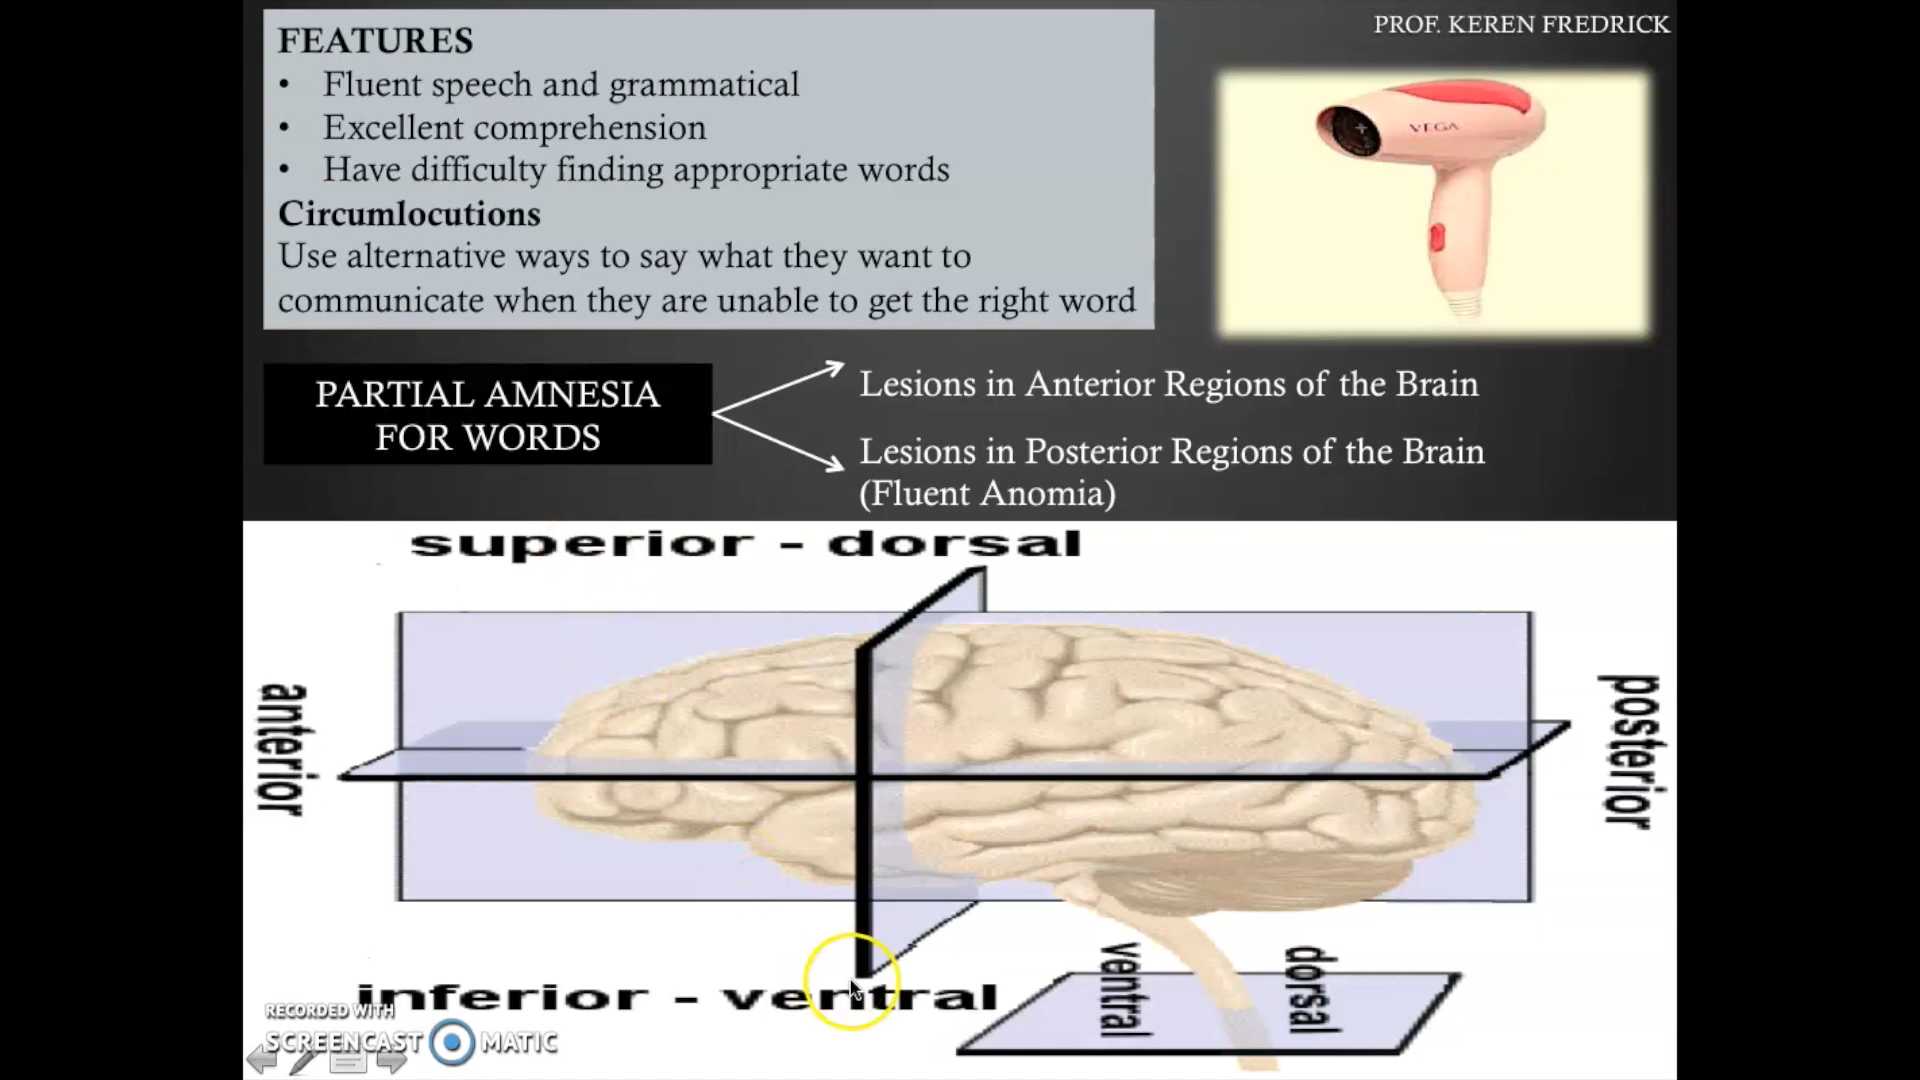 PROF. KEREN FREDRICK
FEATURES
• Fluent speech and grammatical
• Excellent comprehension
• Have difficulty finding appropriate words
Circumlocutions
Use alternative ways to say what they want to
communicate when they are unable to get the right word
VEGA
PARTIAL AMNESIA
FOR WORDS
Lesions in Anterior Regions of the Brain
Lesions in Posterior Regions of the Brain
(Fluent Anomia)
superior - dorsal
anterior
posterior
inferior - ventral
ventral
dorsal
RECORDED WITH
SCREENCAST MATIC